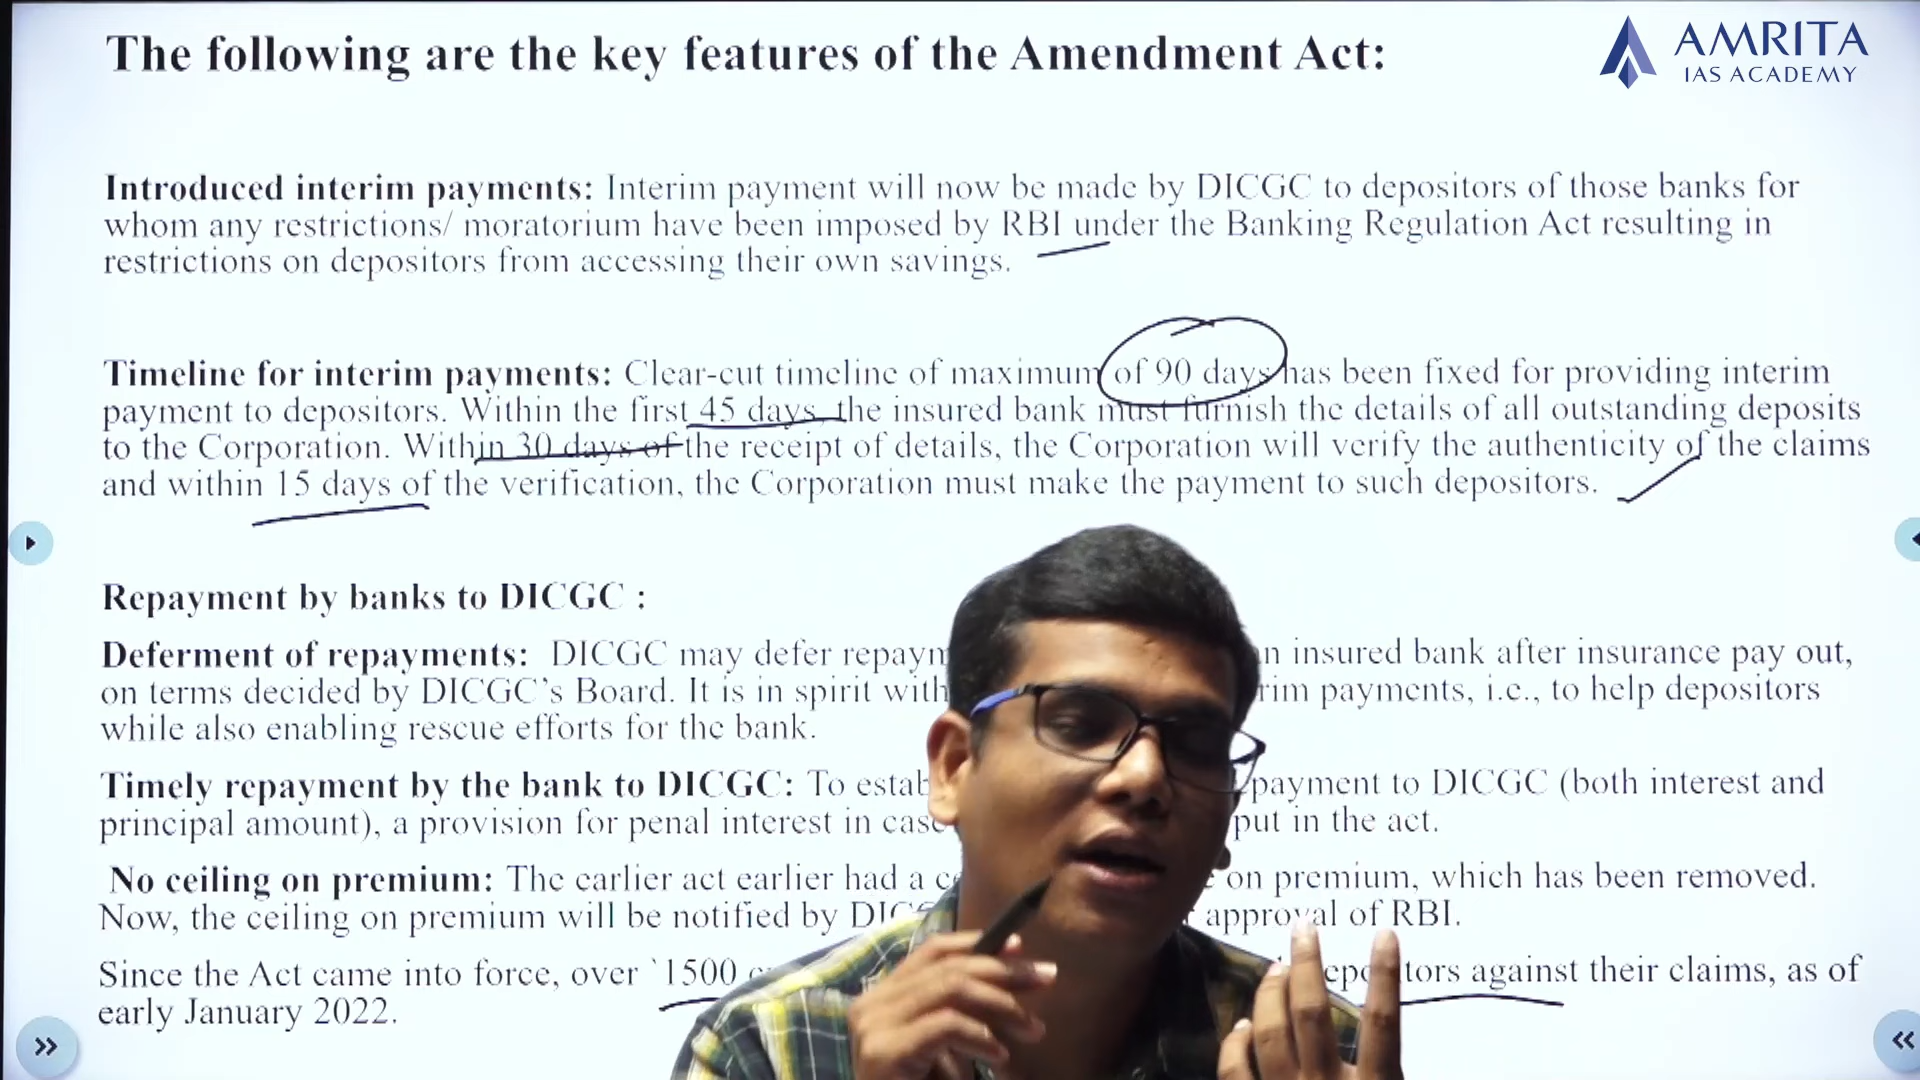 The following are the key features of the Amendment Act:
AMRITA
IAS ACADEMY
Introduced interim payments: Interim payment will now be made by DICGC to depositors of those banks for
whom any restrictions/ moratorium have been imposed by RBI under the Banking Regulation Act resulting in
restrictions on depositors from accessing their own savings.
Timeline for interim payments: Clear-cut timeline of maximum of 90 days has been fixed for providing interim
payment to depositors. Within the first 45 days, the insured bank must furnish the details of all outstanding deposits
to the Corporation. Within 30 days of the receipt of details, the Corporation will verify the authenticity of the claims
and within 15 days of the verification, the Corporation must make the payment to such depositors.
Repayment by banks to DICGC :
Deferment of repayments: DICGC may defer insured bank after insurance pay out,
on terms decided by DICGC's Board. It is in spirit with payments, i.e., to help depositors
while also enabling rescue efforts for the bank.
Timely repayment by the bank to DICGC: To payment to DICGC (both interest and
principal amount), a provision for penal interest in case put in the act.
No ceiling on premium: The earlier act earlier had a on premium, which has been removed.
Now, the ceiling on premium will be notified by approval of RBI.
Since the Act came into force, over `1500 against their claims, as of
early January 2022.